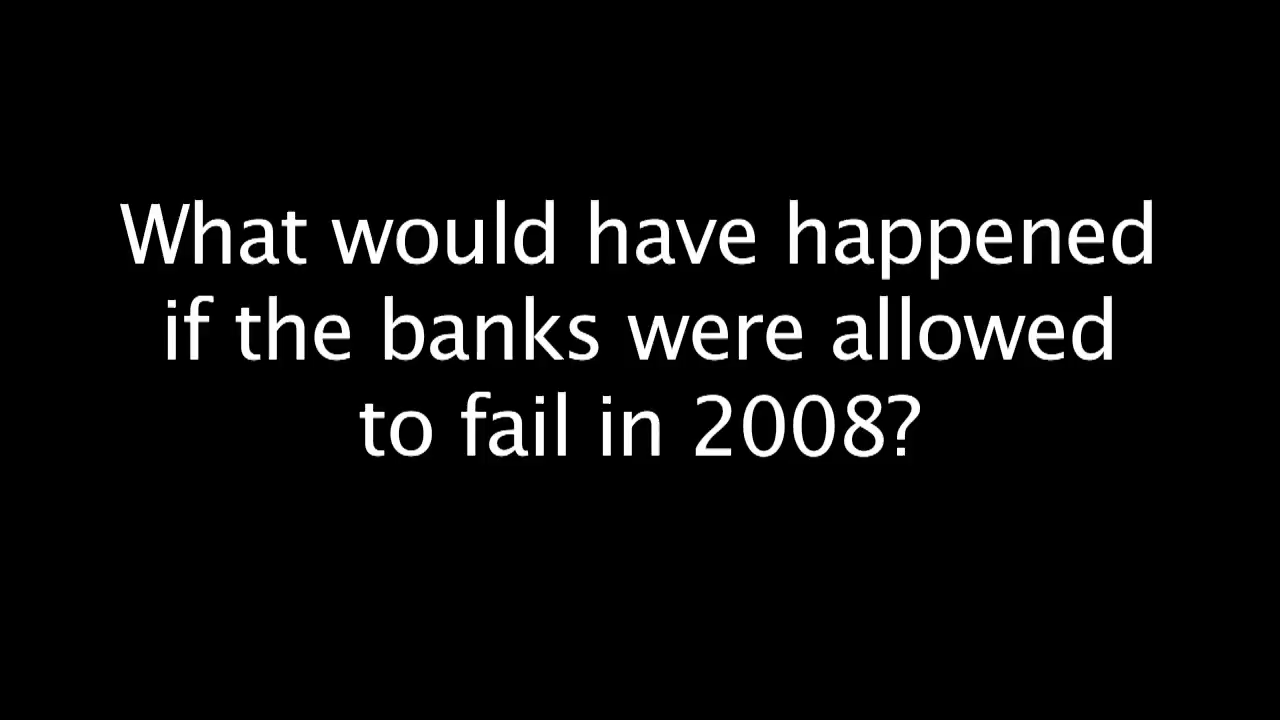 What would have happened
if the banks were allowed
to fail in 2008?